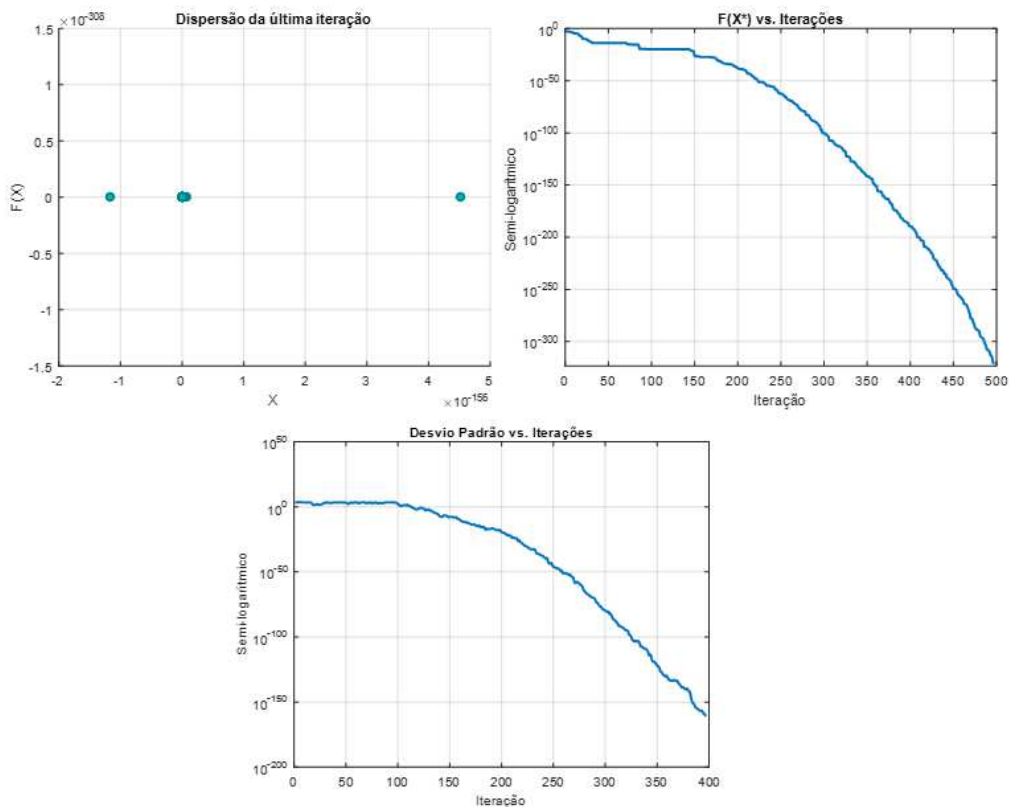 ×10^-308
Dispersão da última iteração
1.5
1
0.5
0
-0.5
-1
-1.5
F(X)
-2 -1 0 1 2 3 4 5
X
×10^-156
F(X*) vs. Iterações
10^0
10^-50
10^-100
10^-150
10^-200
10^-250
10^-300
Semi-logarítmico
0 50 100 150 200 250 300 350 400 450 500
Iteração
Desvio Padrão vs. Iterações
10^50
10^0
10^-50
10^-100
10^-150
10^-200
Semi-logarítmico
0 50 100 150 200 250 300 350 400
Iteração